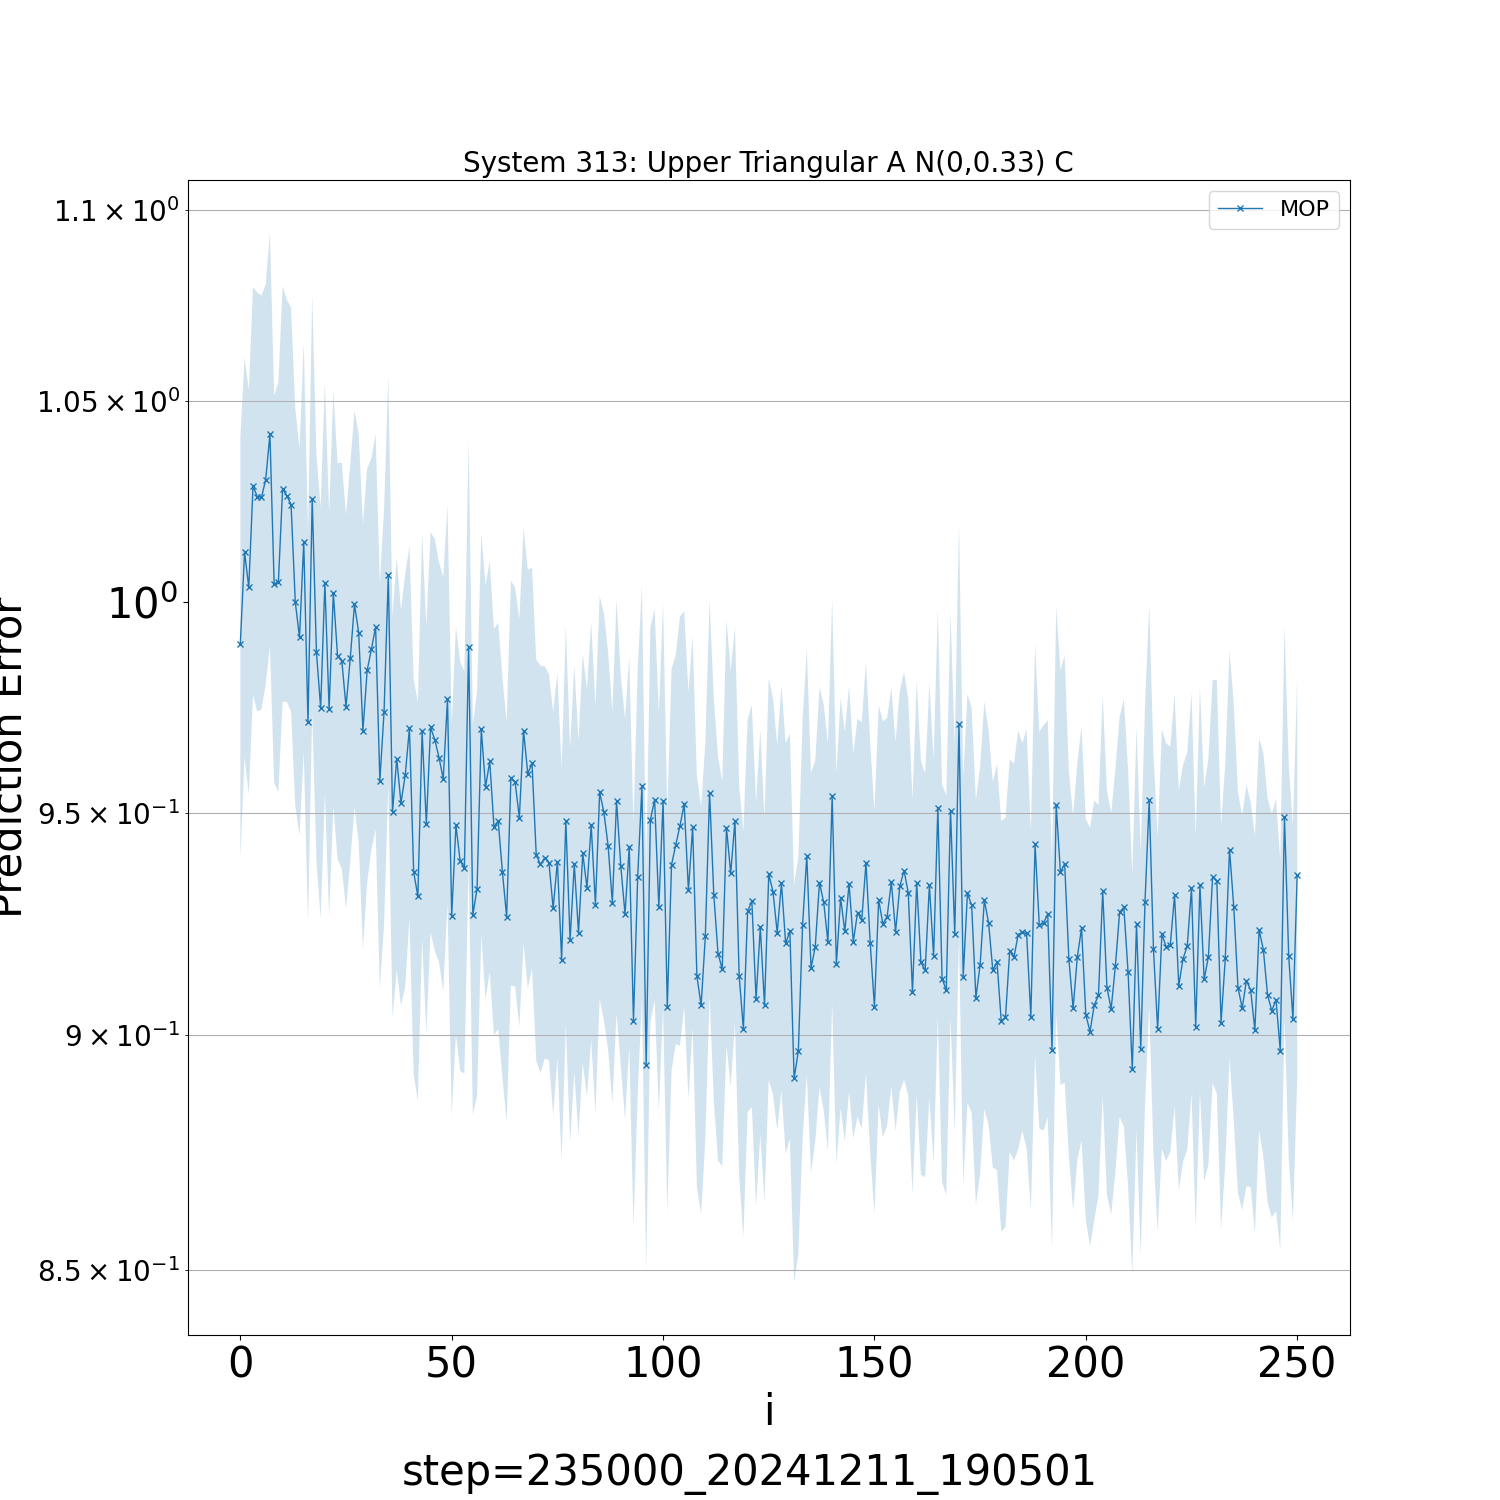 System 313: Upper Triangular A N(0,0.33) C
MOP
1.1 × 10⁰
1.05 × 10⁰
10⁰
9.5 × 10⁻¹
9 × 10⁻¹
8.5 × 10⁻¹
Prediction Error
0 50 100 150 200 250
i
step=235000_20241211_190501